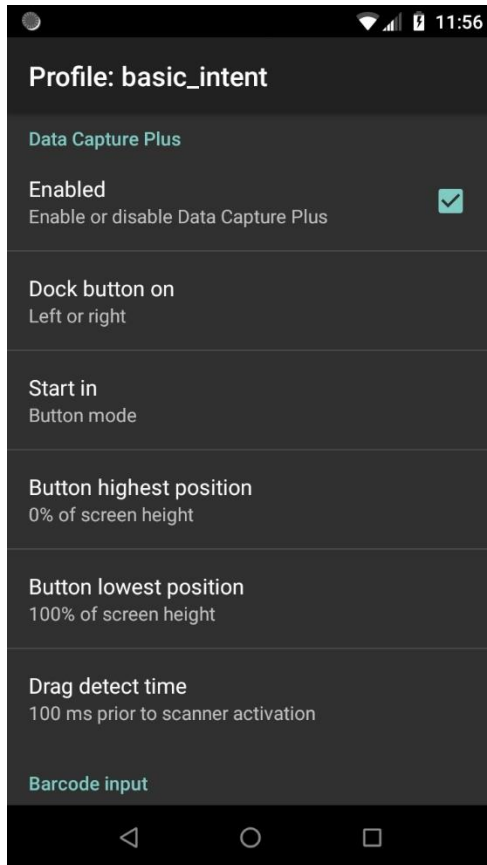 11:56
Profile: basic_intent
Data Capture Plus
Enabled
Enable or disable Data Capture Plus
Dock button on
Left or right
Start in
Button mode
Button highest position
0% of screen height
Button lowest position
100% of screen height
Drag detect time
100 ms prior to scanner activation
Barcode input